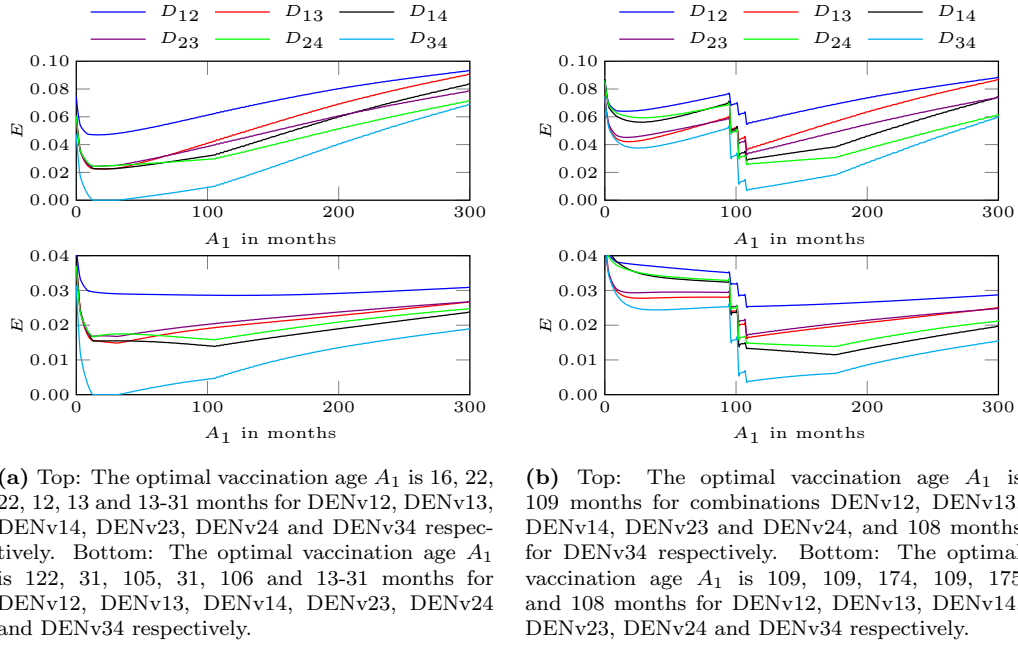 D12 D13 D14
D23 D24 D34
0.10
0.08
0.06
0.04
0.02
0.00
E
0 100 200 300
A1 in months
0.04
0.03
0.02
0.01
0.00
E
0 100 200 300
A1 in months
(a) Top: The optimal vaccination age A1 is 16, 22,
22, 12, 13 and 13-31 months for DENv12, DENv13,
DENv14, DENv23, DENv24 and DENv34 respec-
tively. Bottom: The optimal vaccination age A1
is 122, 31, 105, 31, 106 and 13-31 months for
DENv12, DENv13, DENv14, DENv23, DENv24
and DENv34 respectively.
D12 D13 D14
D23 D24 D34
0.10
0.08
0.06
0.04
0.02
0.00
E
0 100 200 300
A1 in months
0.04
0.03
0.02
0.01
0.00
E
0 100 200 300
A1 in months
(b) Top: The optimal vaccination age A1 is
109 months for combinations DENv12, DENv13
DENv14, DENv23 and DENv24, and 108 months
for DENv34 respectively. Bottom: The optimal
vaccination age A1 is 109, 109, 174, 109, 175
and 108 months for DENv12, DENv13, DENv14
DENv23, DENv24 and DENv34 respectively.